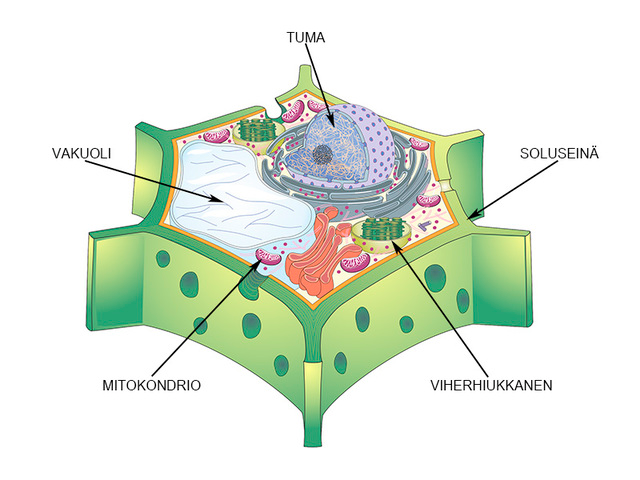 TUMA
VAKUOLI
SOLUSEINÄ
MITOKONDRIO
VIHERHIUKKANEN